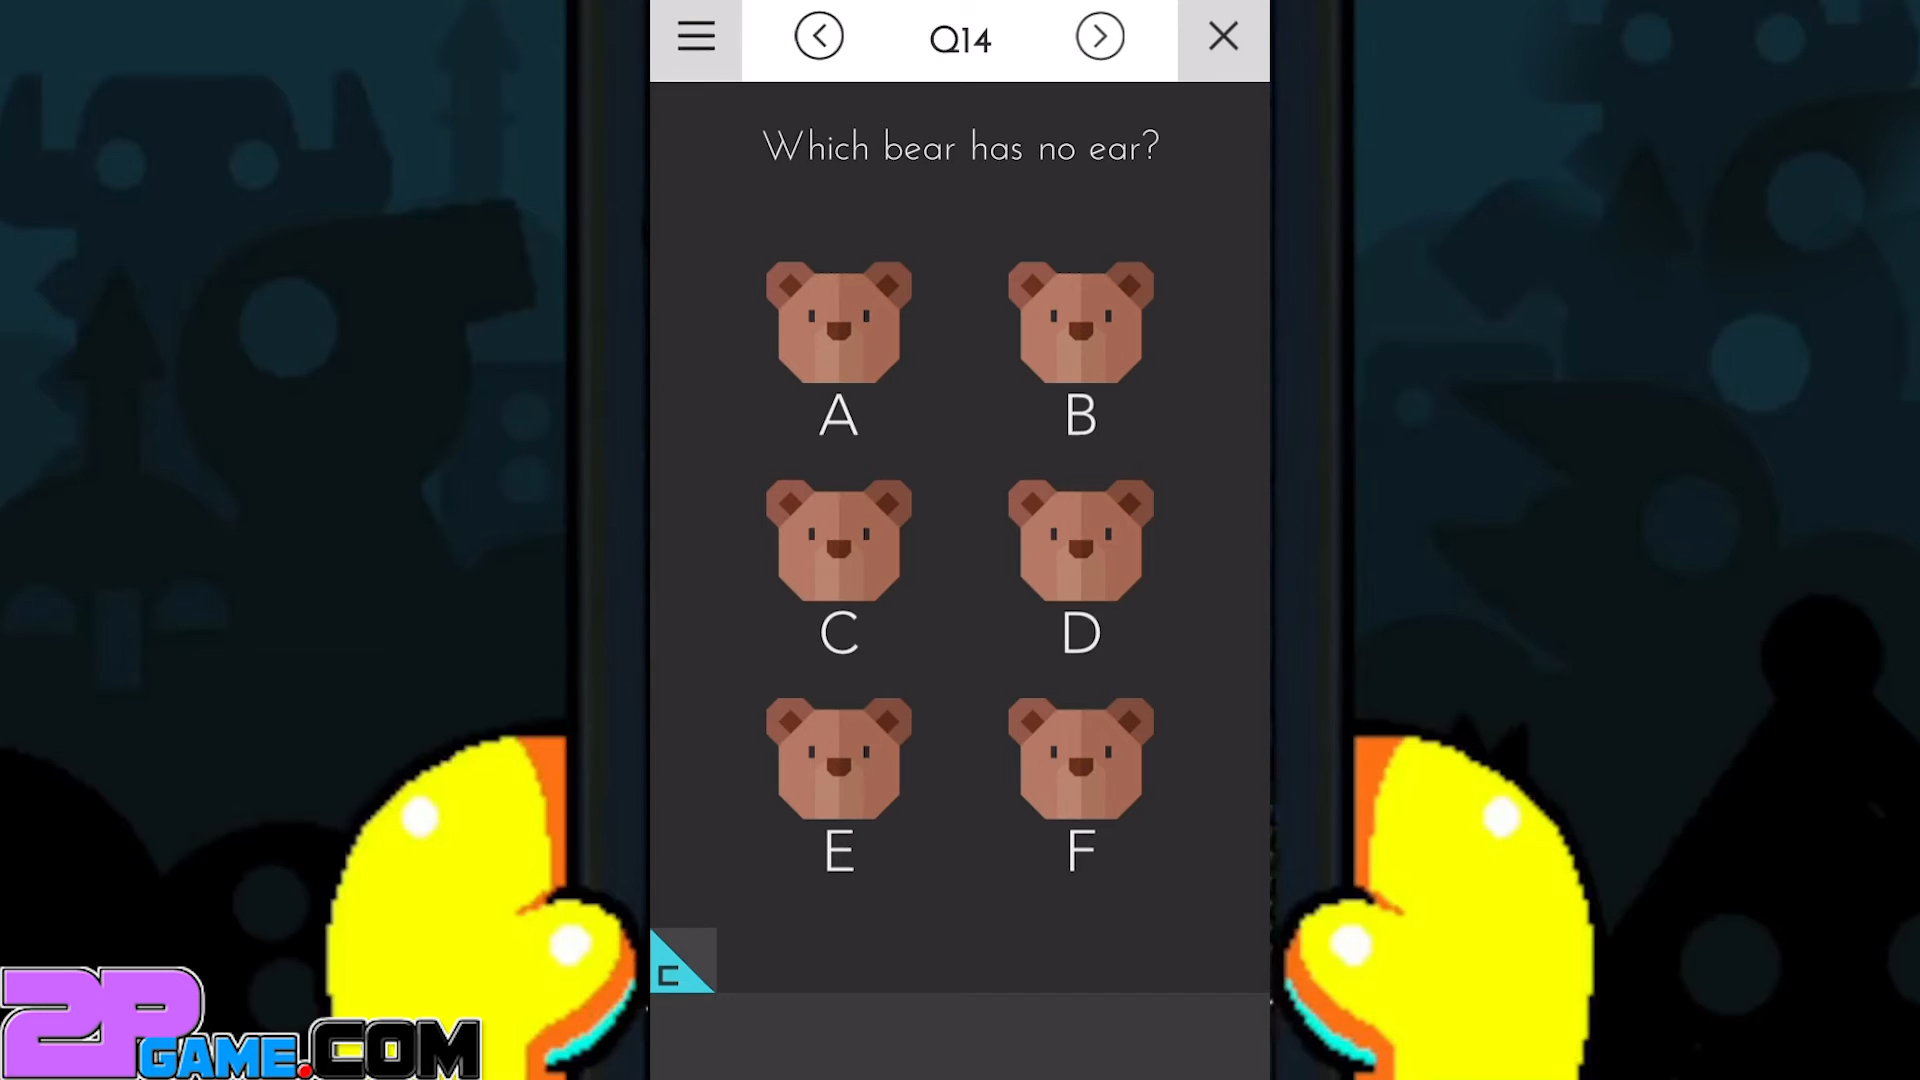 Q14
Which bear has no ear?
A B
C D
E F
2PGAME.COM